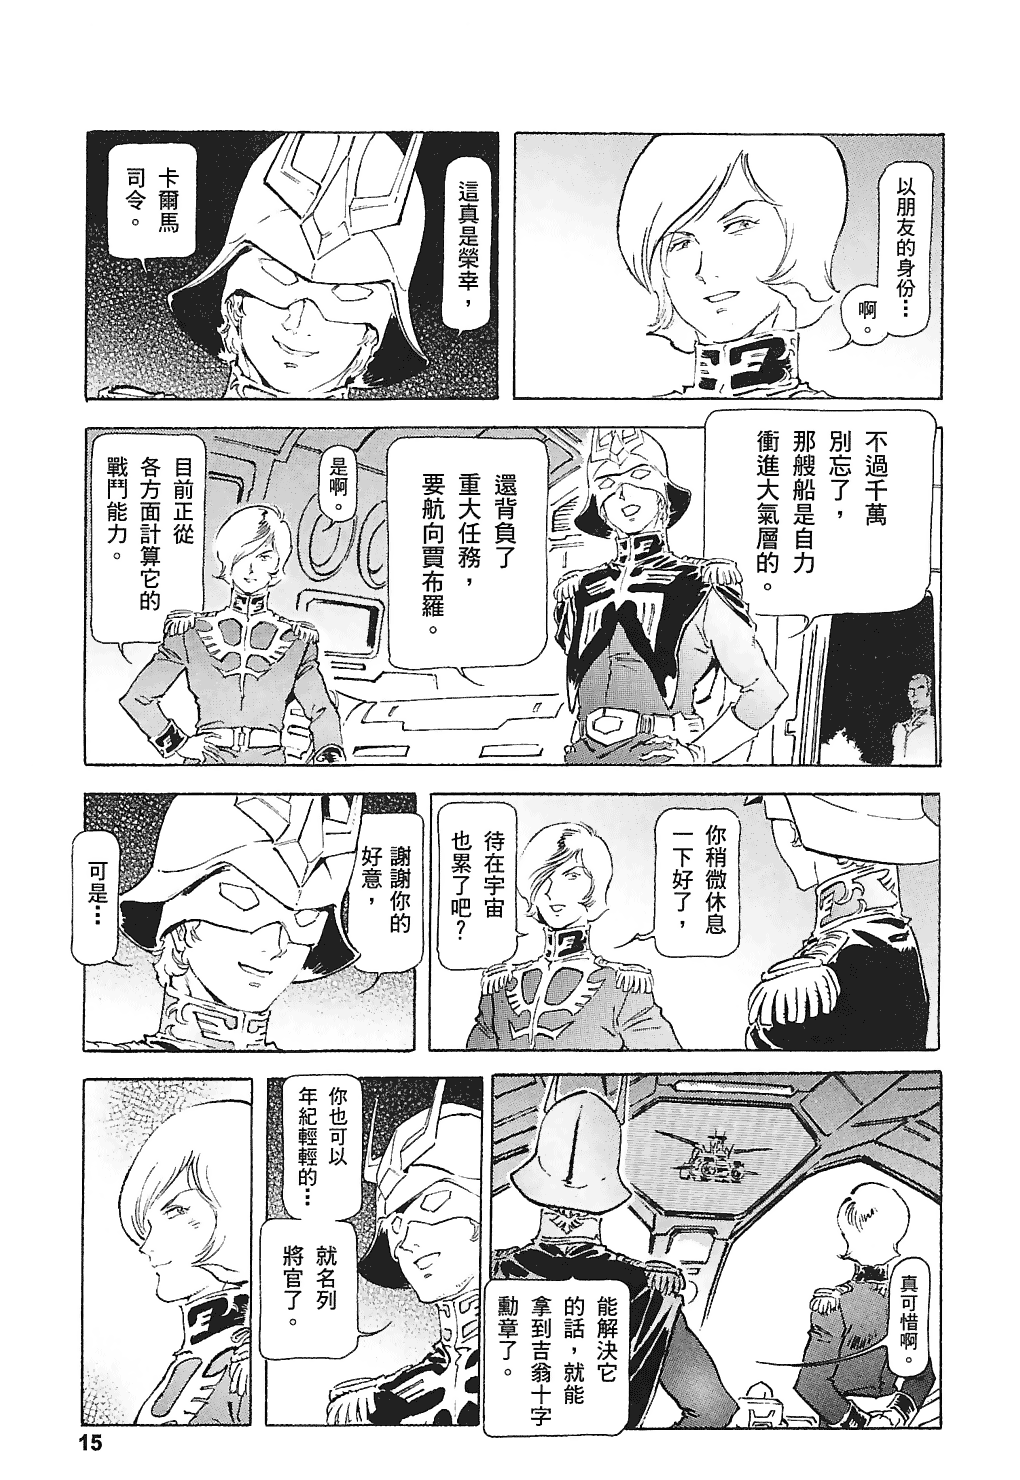 以朋友的身份…
啊。
這真是榮幸，
卡爾馬
司令。
不過千萬
別忘了，
那艘船是自力
衝進大氣層的。
還背負了
重大任務，
要航向賈布羅。
是啊。
目前正從
各方面計算它的
戰鬥能力。
你稍微休息
一下好了，
待在宇宙
也累了吧？
謝謝你的
好意，
可是…
真可惜啊。
能解決它
的話，就能
拿到吉翁十字
勳章了。
你也可以
年紀輕輕的…
就名列
將官了。
15